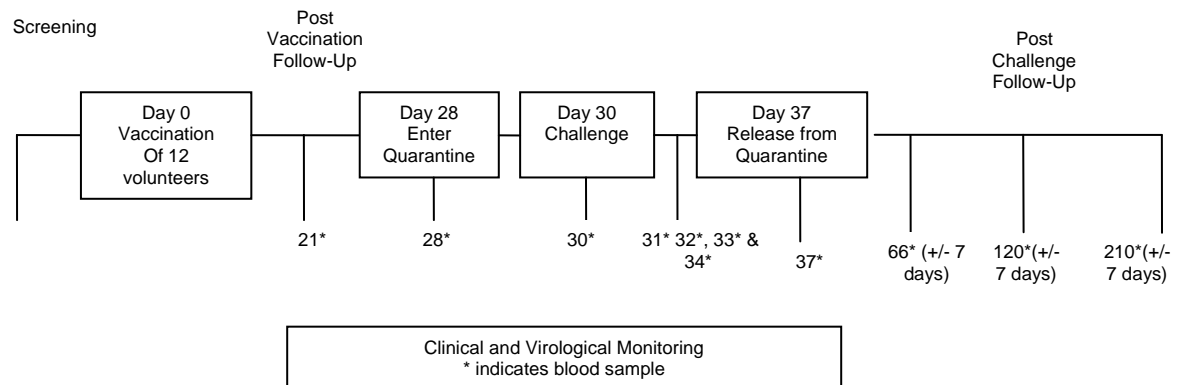 Screening
Post
Vaccination
Follow-Up
Post
Challenge
Follow-Up
Day 0
Vaccination
Of 12
volunteers
Day 28
Enter
Quarantine
Day 30
Challenge
Day 37
Release from
Quarantine
21*
28*
30*
31* 32*, 33* &
34*
37*
66* (+/- 7
days)
120*(+/-
7 days)
210*(+/-
7 days)
Clinical and Virological Monitoring
* indicates blood sample